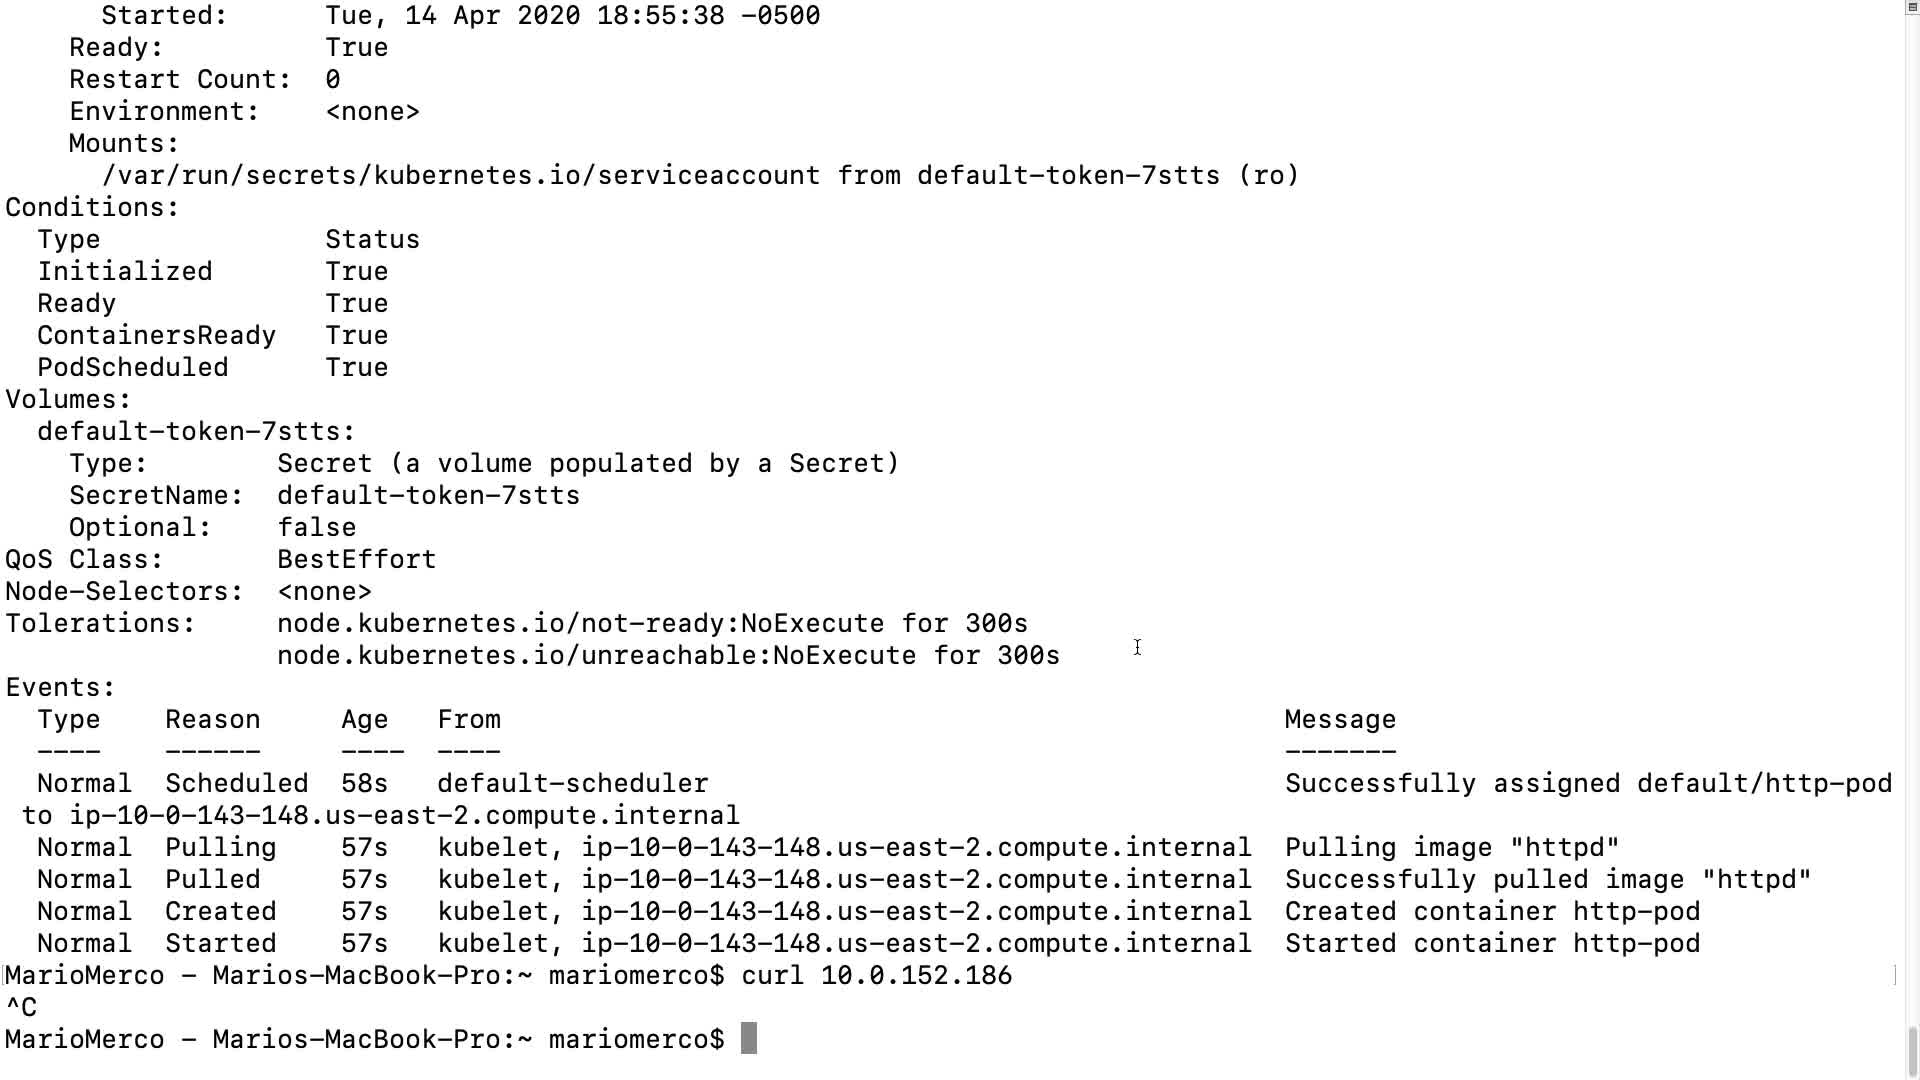 Started:      Tue, 14 Apr 2020 18:55:38 -0500
Ready:          True
Restart Count:  0
Environment:    <none>
Mounts:
/var/run/secrets/kubernetes.io/serviceaccount from default-token-7stts (ro)
Conditions:
Type              Status
Initialized       True
Ready             True
ContainersReady   True
PodScheduled      True
Volumes:
default-token-7stts:
Type:        Secret (a volume populated by a Secret)
SecretName:  default-token-7stts
Optional:    false
QoS Class:       BestEffort
Node-Selectors:  <none>
Tolerations:     node.kubernetes.io/not-ready:NoExecute for 300s
node.kubernetes.io/unreachable:NoExecute for 300s
Events:
Type    Reason     Age   From                                                 Message
----    ------     ----  ----                                                 -------
Normal  Scheduled  58s   default-scheduler                                    Successfully assigned default/http-pod
to ip-10-0-143-148.us-east-2.compute.internal
Normal  Pulling    57s   kubelet, ip-10-0-143-148.us-east-2.compute.internal  Pulling image "httpd"
Normal  Pulled     57s   kubelet, ip-10-0-143-148.us-east-2.compute.internal  Successfully pulled image "httpd"
Normal  Created    57s   kubelet, ip-10-0-143-148.us-east-2.compute.internal  Created container http-pod
Normal  Started    57s   kubelet, ip-10-0-143-148.us-east-2.compute.internal  Started container http-pod
MarioMerco - Marios-MacBook-Pro:~ mariomerco$ curl 10.0.152.186
^C
MarioMerco - Marios-MacBook-Pro:~ mariomerco$